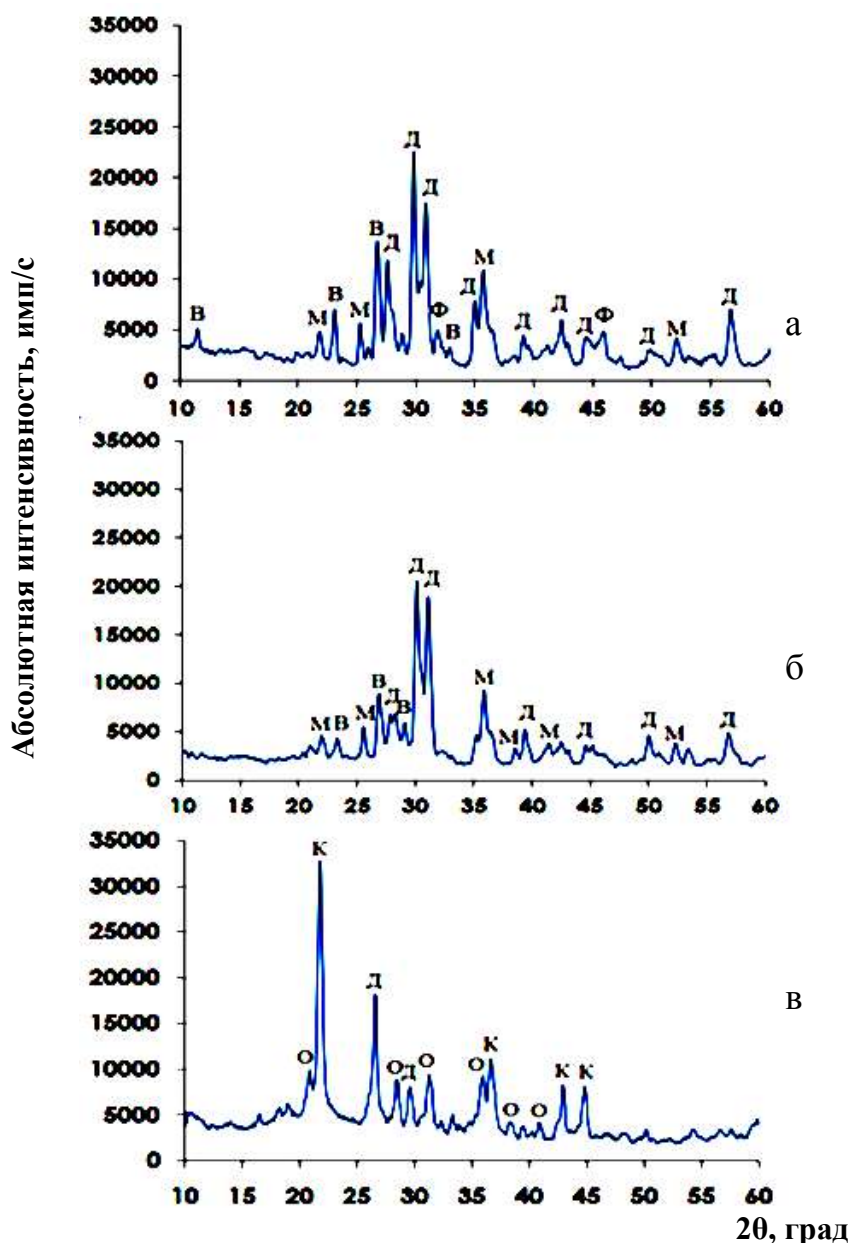 Абсолютная интенсивность, имп/с
35000
30000
25000
20000
15000
10000
5000
0
В М В М В Д Д Д Ф В Д М Д Д Д Ф Д М Д
10 15 20 25 30 35 40 45 50 55 60
а
35000
30000
25000
20000
15000
10000
5000
0
М В М В Д В Д Д М М Д М Д Д М Д
10 15 20 25 30 35 40 45 50 55 60
б
35000
30000
25000
20000
15000
10000
5000
0
О К Д О Д О О К О О К К
10 15 20 25 30 35 40 45 50 55 60
в
2θ, град